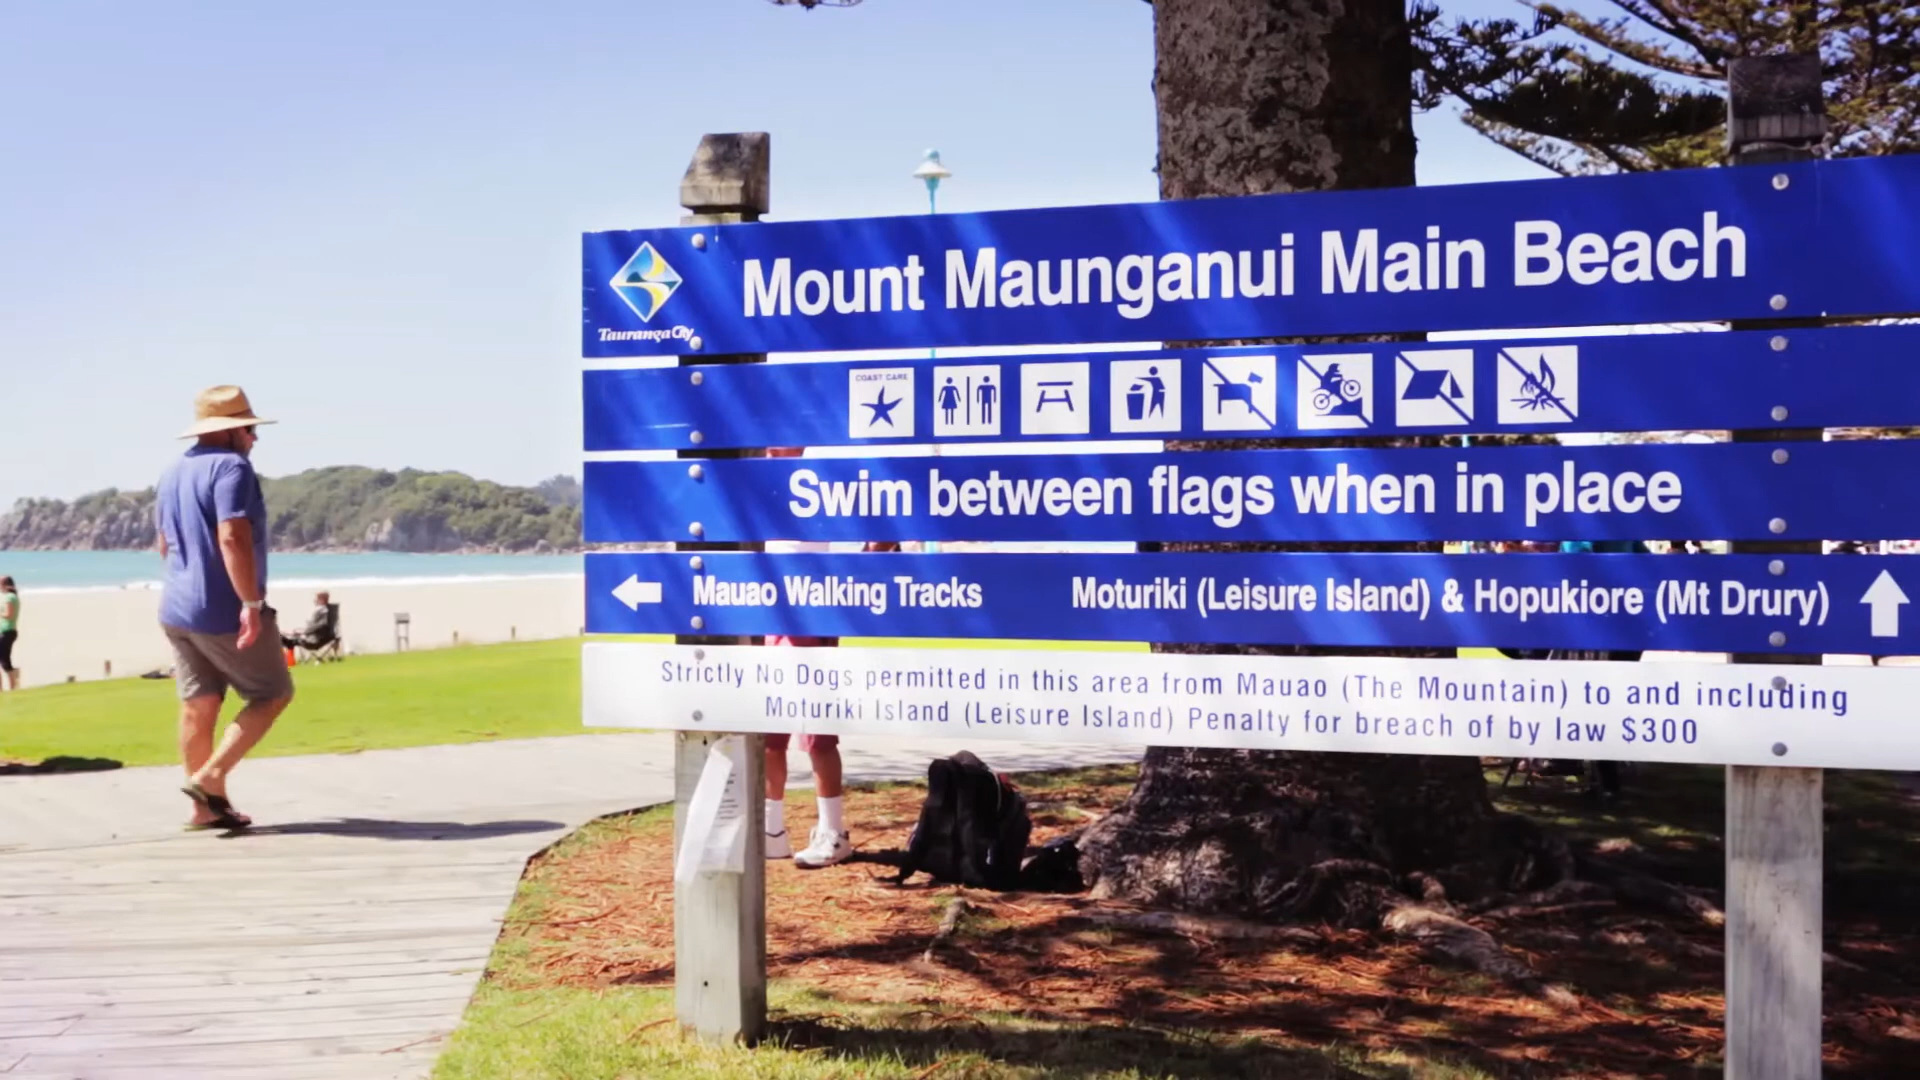 Mount Maunganui Main Beach
Tauranga City
COAST CARE
Swim between flags when in place
Mauao Walking Tracks
Moturiki (Leisure Island) & Hopukiore (Mt Drury)
Strictly No Dogs permitted in this area from Mauao (The Mountain) to and including
Moturiki Island (Leisure Island) Penalty for breach of by law $300